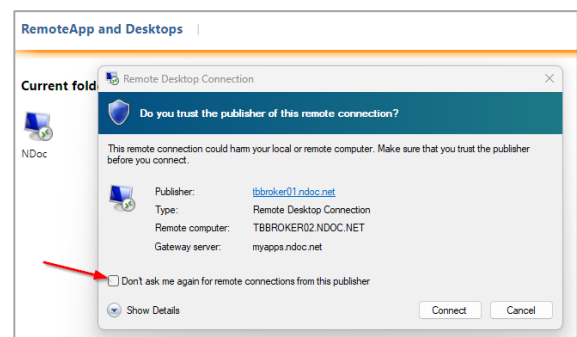 RemoteApp and Desktops |
Current fold
NDoc
Remote Desktop Connection
Do you trust the publisher of this remote connection?
This remote connection could harm your local or remote computer. Make sure that you trust the publisher
before you connect.
Publisher: tbbroker01.ndoc.net
Type: Remote Desktop Connection
Remote computer: TBBROKER02.NDOC.NET
Gateway server: myapps.ndoc.net
Don't ask me again for remote connections from this publisher
Show Details
Connect
Cancel